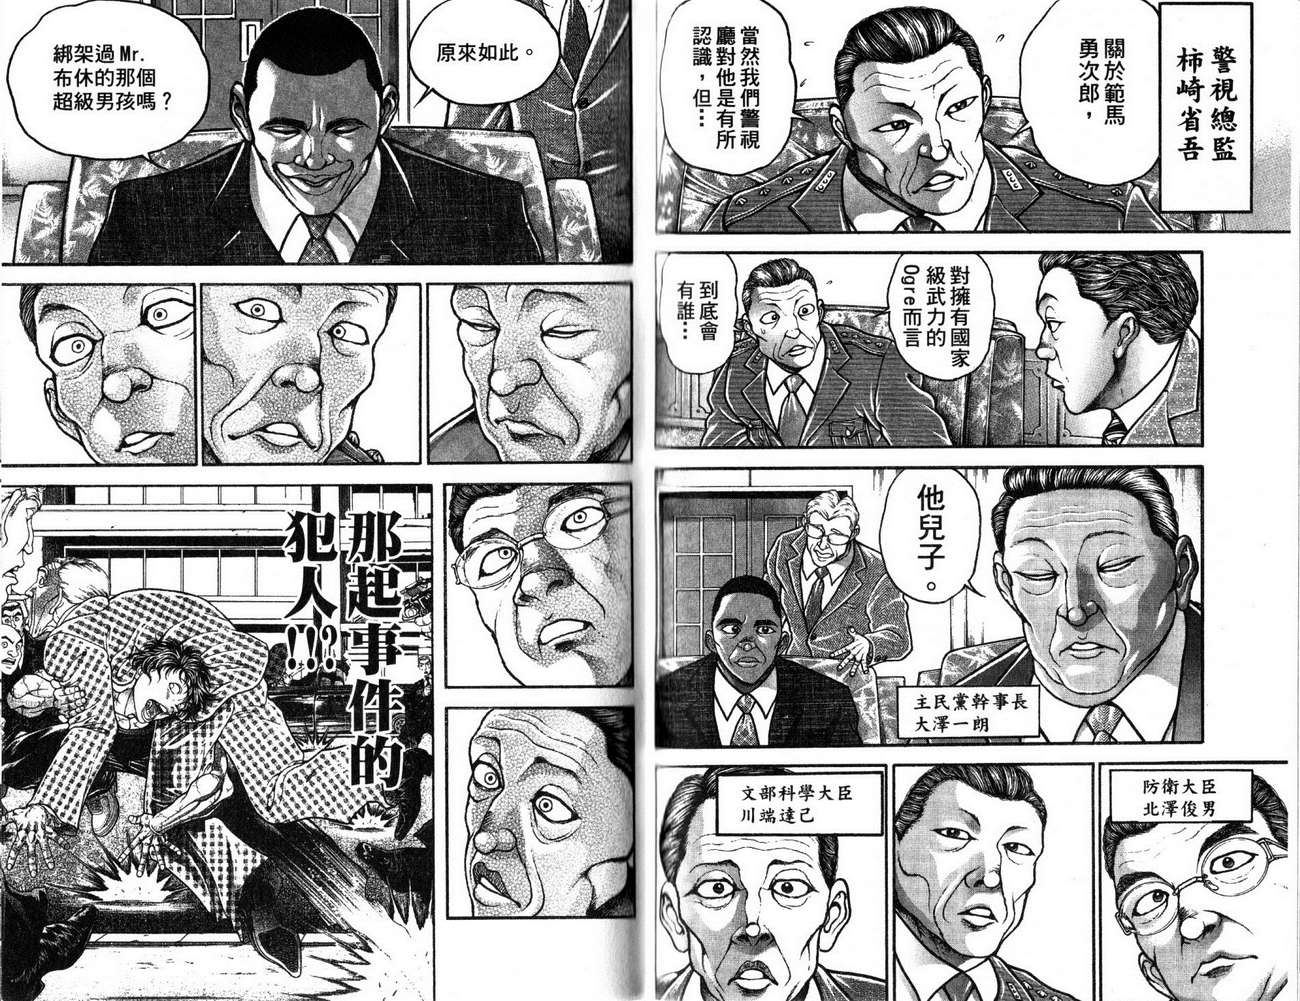 警視總監
柿崎省吾
關於範馬
勇次郎，
當然我們警視
廳對他是有所
認識，但…
對擁有國家
級武力的
Ogre而言
到底會
有誰…
他兒子。
主民黨幹事長
大澤一朗
防衛大臣
北澤俊男
文部科學大臣
川端達己
原來如此。
綁架過Mr.
布休的那個
超級男孩嗎？
那起事件的
犯人!!!?